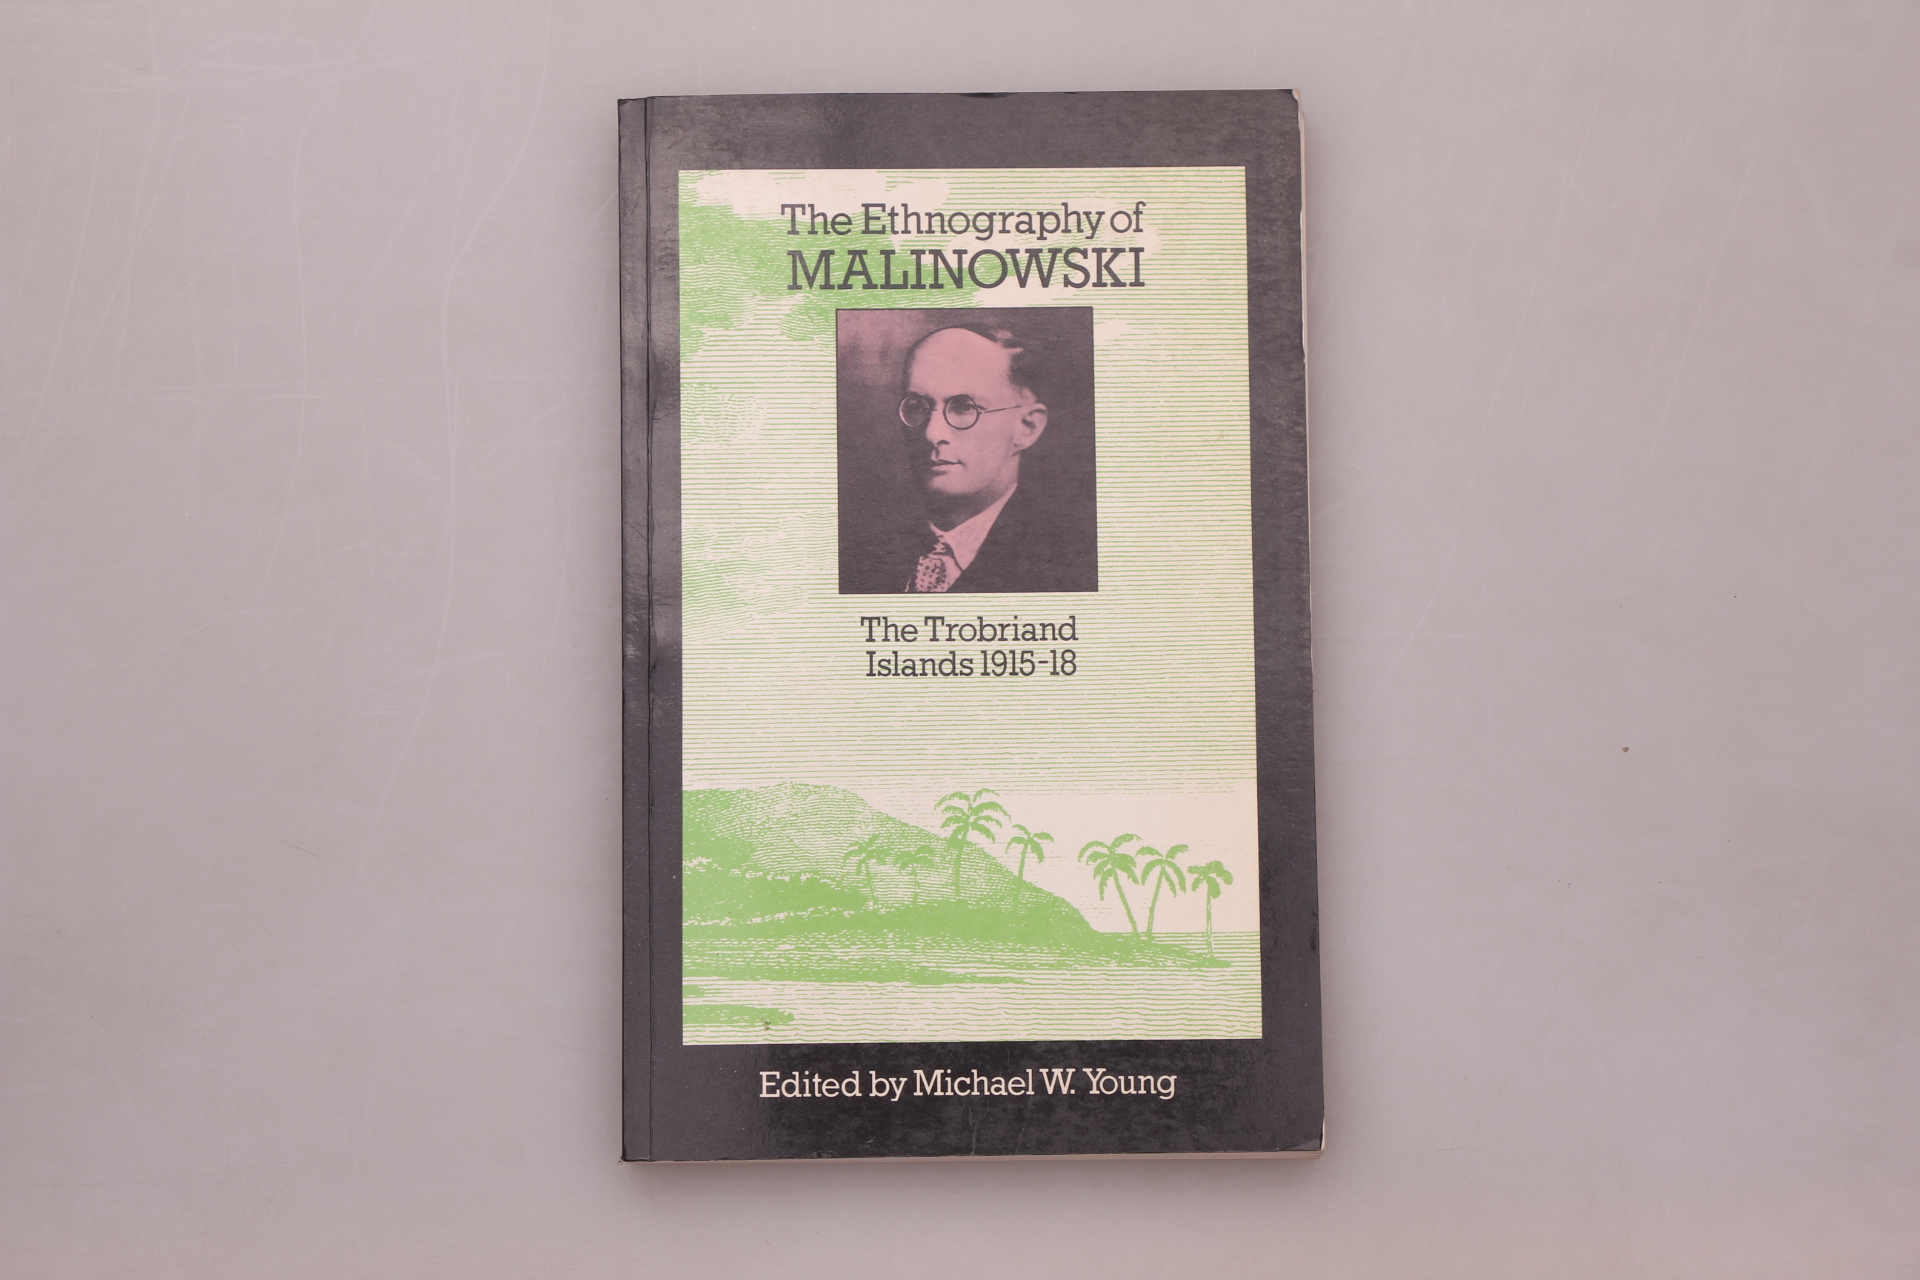 The Ethnography of
MALINOWSKI
The Trobriand
Islands 1915-18
Edited by Michael W. Young